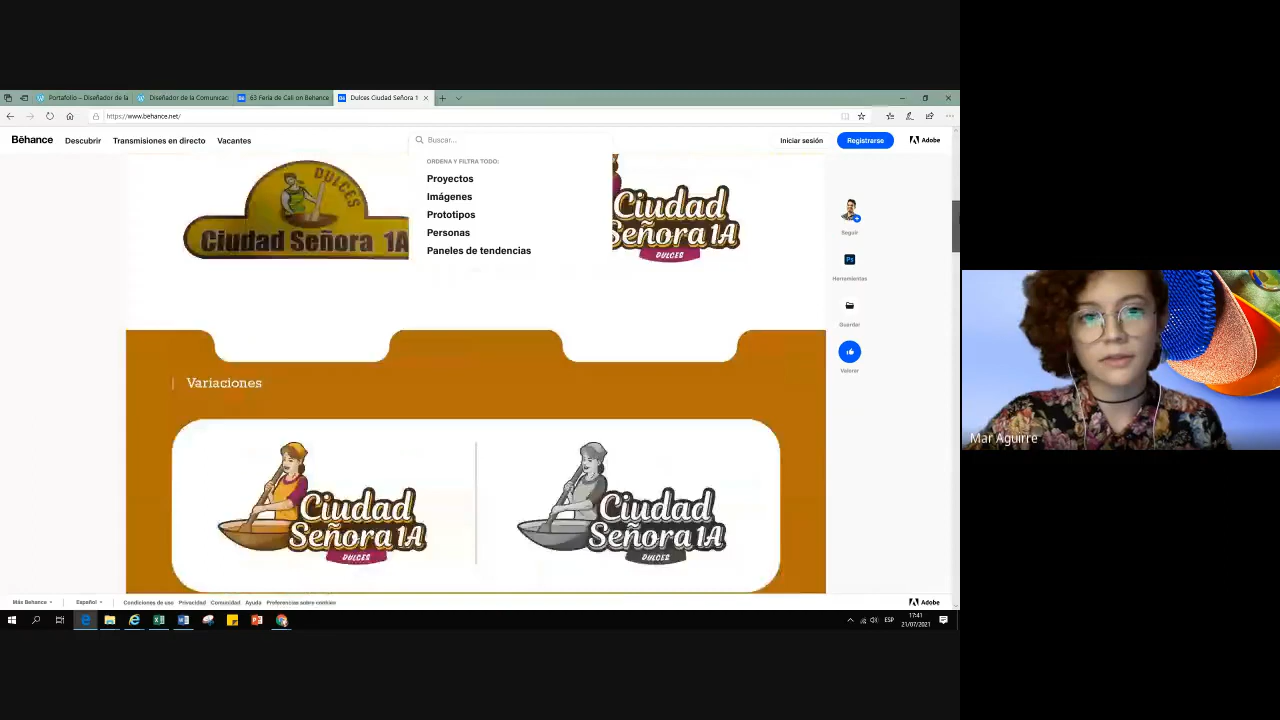 Portafolio – Diseñador de la
Diseñador de la Comunicac
63 Feria de Cali on Behance
Dulces Ciudad Señora 1
https://www.behance.net/
Bēhance
Descubrir
Transmisiones en directo
Vacantes
Buscar...
Iniciar sesión
Registrarse
Adobe
ORDENA Y FILTRA TODO:
Proyectos
Imágenes
Prototipos
Personas
Paneles de tendencias
DULCES
Ciudad Señora 1A
Ciudad
Señora 1A
DULCES
Seguir
Ps
Herramientas
Guardar
Valorar
Variaciones
Ciudad
Señora 1A
DULCES
Ciudad
Señora 1A
DULCES
Mar Aguirre
Más Behance
Español
Condiciones de uso
Privacidad
Comunidad
Ayuda
Preferencias sobre cookies
Adobe
ESP
17:41
21/07/2021